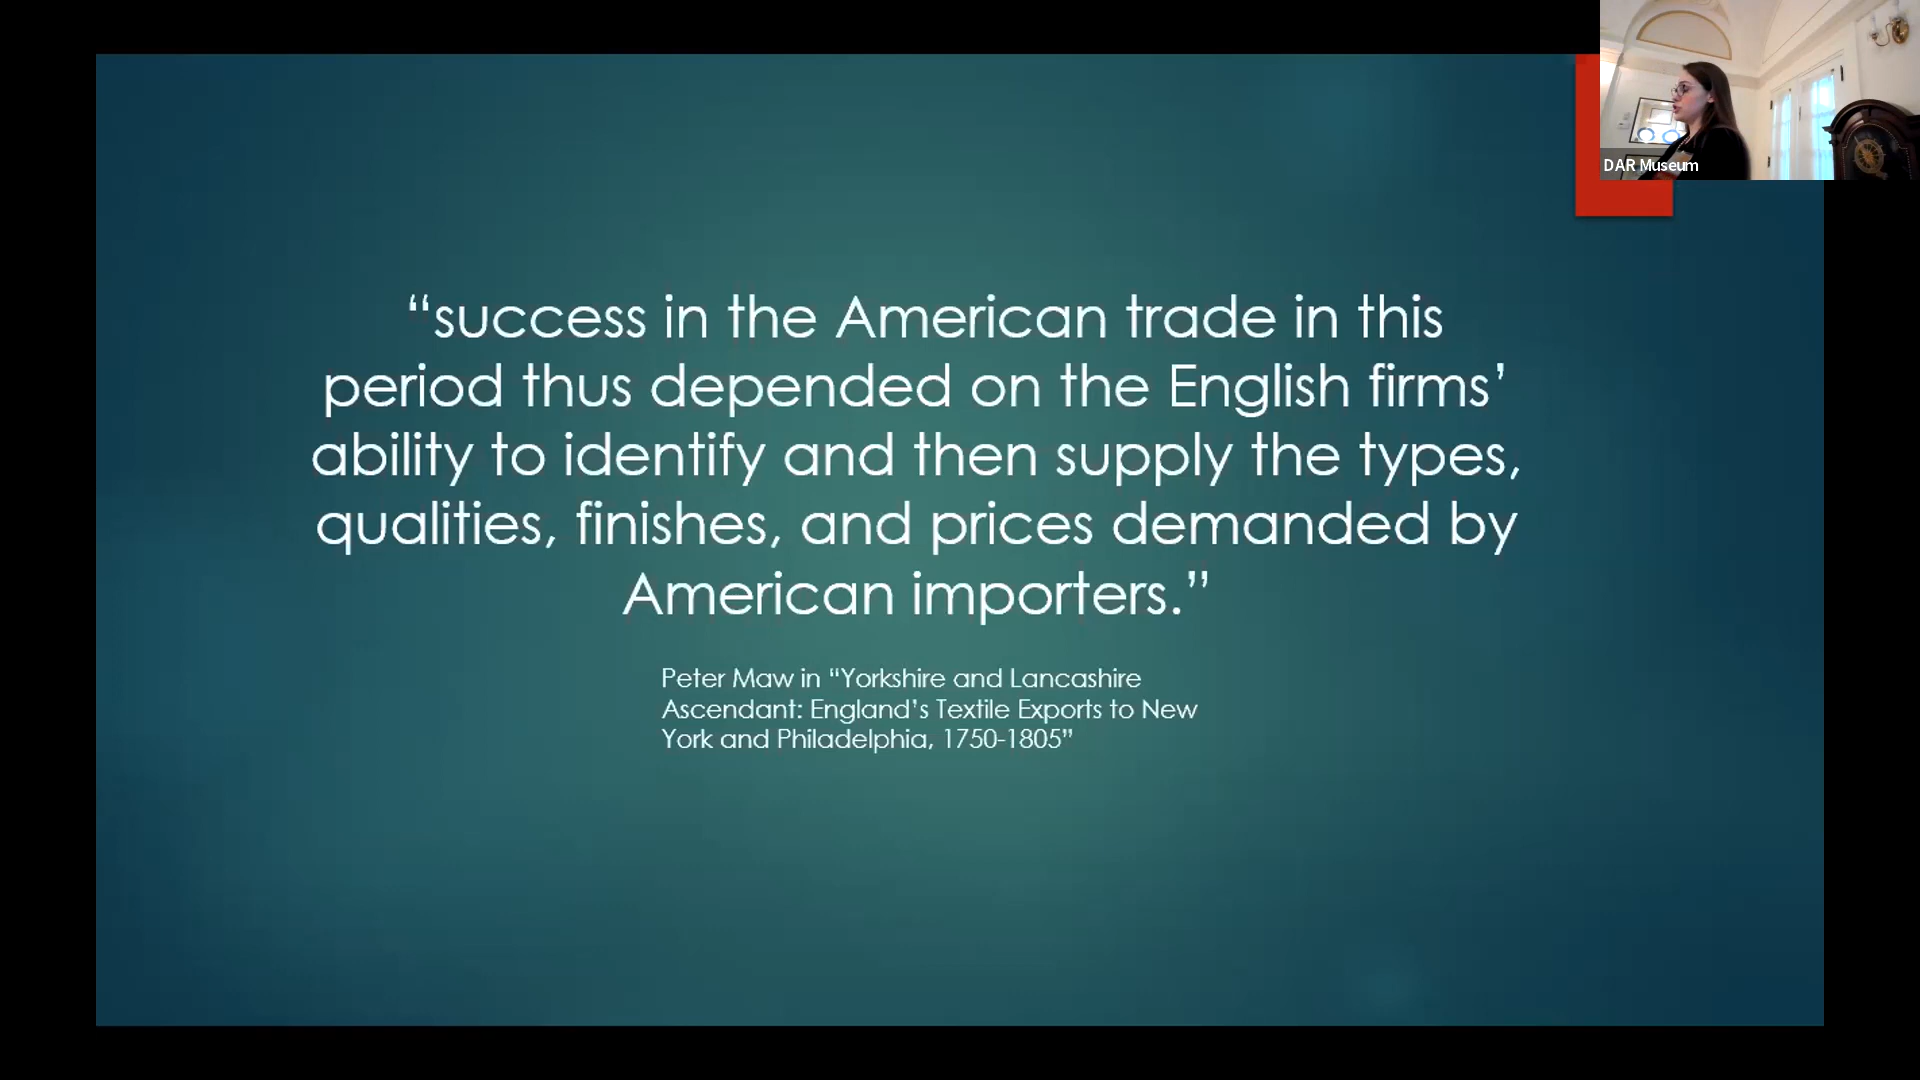 DAR Museum
“success in the American trade in this
period thus depended on the English firms’
ability to identify and then supply the types,
qualities, finishes, and prices demanded by
American importers.”
Peter Maw in “Yorkshire and Lancashire
Ascendant: England’s Textile Exports to New
York and Philadelphia, 1750-1805”